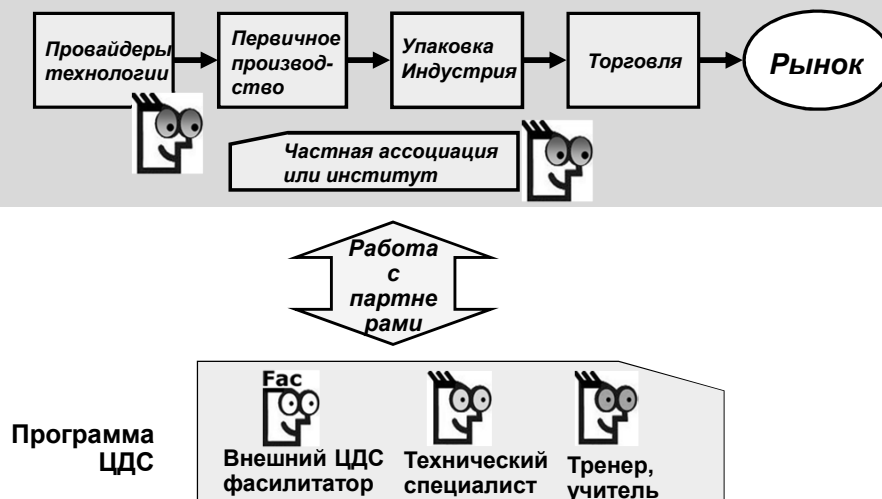 Провайдеры
технологии
Первичное
производ-
ство
Упаковка
Индустрия
Торговля
Рынок
Частная ассоциация
или институт
Работа
с
партне
рами
Программа
ЦДС
Fac
Внешний ЦДС
фасилитатор
Технический
специалист
Тренер,
учитель